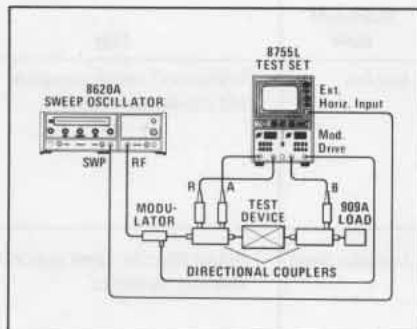 8755L
TEST SET
8620A
SWEEP OSCILLATOR
Ext.
Horiz. Input
Mod.
Drive
SWP
RF
R
A
B
MODU-
LATOR
TEST
DEVICE
909A
LOAD
DIRECTIONAL COUPLERS